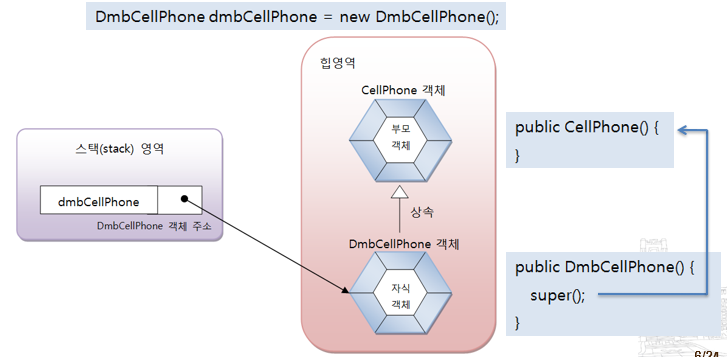 DmbCellPhone dmbCellPhone = new DmbCellPhone();
힙영역
CellPhone 객체
부모
객체
상속
DmbCellPhone 객체
자식
객체
스택(stack) 영역
dmbCellPhone
DmbCellPhone 객체 주소
public CellPhone() {
}
public DmbCellPhone() {
super();
}
6/24